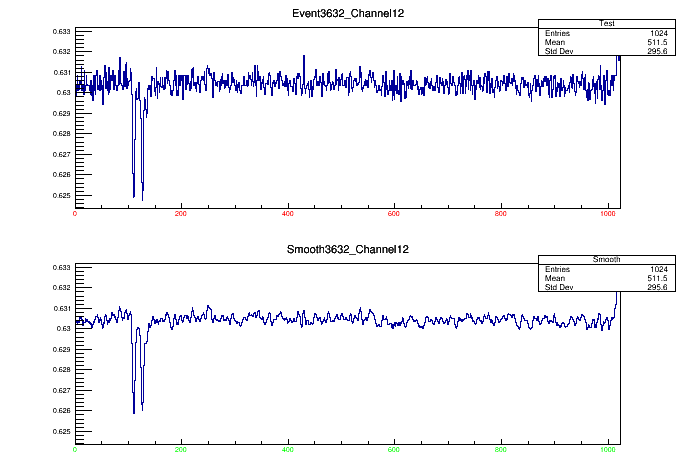 Event3632_Channel12
Test
Entries 1024
Mean 511.5
Std Dev 295.6
0.633
0.632
0.631
0.63
0.629
0.628
0.627
0.626
0.625
0 200 400 600 800 1000
Smooth3632_Channel12
Smooth
Entries 1024
Mean 511.5
Std Dev 295.6
0.633
0.632
0.631
0.63
0.629
0.628
0.627
0.626
0.625
0 200 400 600 800 1000